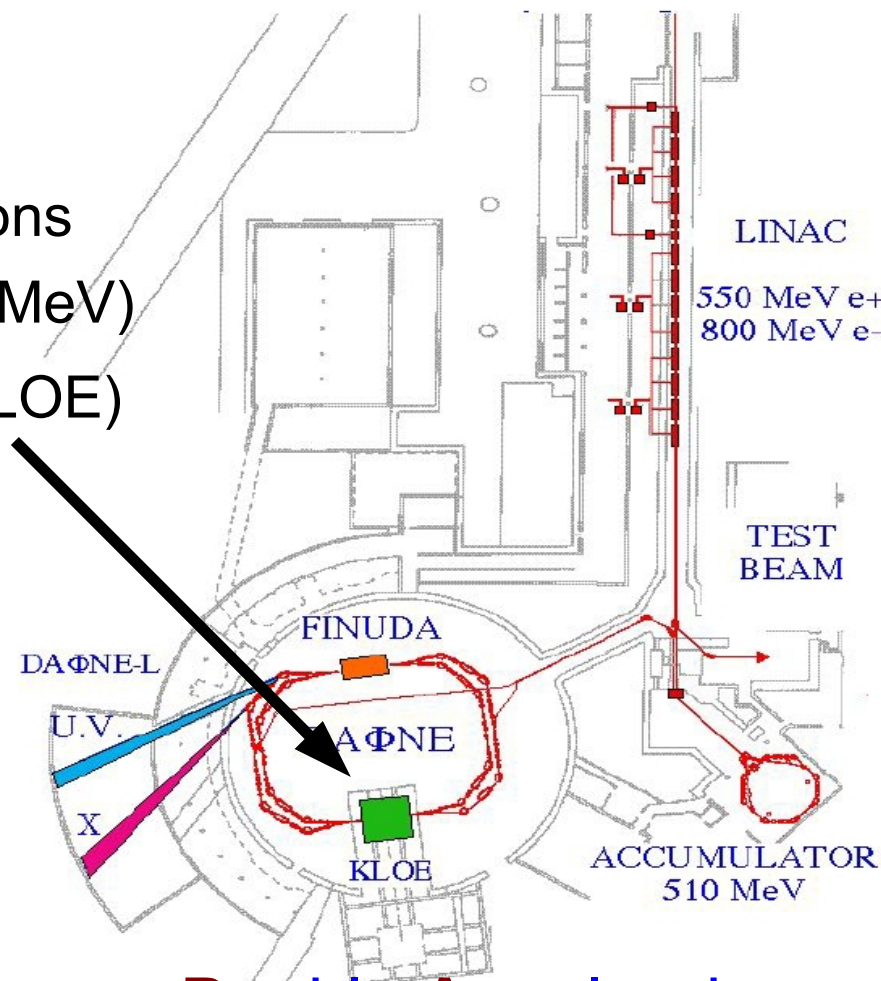 ons
MeV)
LOE)
LINAC
550 MeV e+
800 MeV e-
TEST
BEAM
FINUDA
DAΦNE-L
U.V.
X
AΦNE
KLOE
ACCUMULATOR
510 MeV